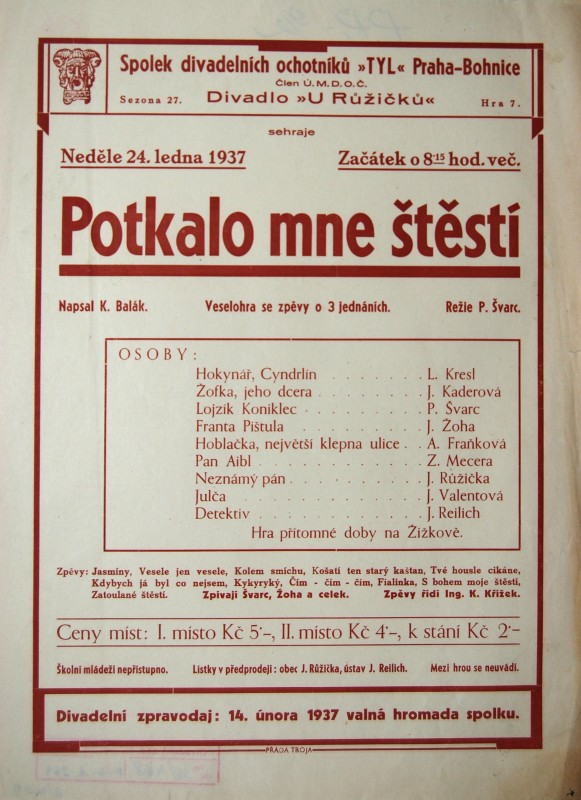 Spolek divadelních ochotníků »TYL« Praha-Bohnice
Člen Ú.M.D.O.Č.
Sezona 27. Divadlo »U Růžičků« Hra 7.
sehraje
Neděle 24. ledna 1937 Začátek o 8·15 hod. več.
Potkalo mne štěstí
Napsal K. Balák. Veselohra se zpěvy o 3 jednáních. Režie P. Švarc.
OSOBY:
Hokynář, Cyndrlín . . . . . . . . L. Kresl
Žofka, jeho dcera . . . . . . . . J. Kaderová
Lojzík Koniklec . . . . . . . . . P. Švarc
Franta Pištula . . . . . . . . . . J. Žoha
Hoblačka, největší klepna ulice . . A. Fraňková
Pan Aibl . . . . . . . . . . . . Z. Mecera
Neznámý pán . . . . . . . . . . J. Růžička
Julča . . . . . . . . . . . . . . J. Valentová
Detektiv . . . . . . . . . . . . J. Reilich
Hra přítomné doby na Žižkově.
Zpěvy: Jasmíny, Vesele jen vesele, Kolem smíchu, Košatí ten starý kaštan, Tvé housle cikáne,
Kdybych já byl co nejsem, Kykyryký, Čim - čim - čim, Fialinka, S bohem moje štěstí,
Zatoulané štěstí. Zpívají Švarc, Žoha a celek. Zpěvy řídí Ing. K. Křížek.
Ceny míst: I. místo Kč 5·–, II. místo Kč 4·–, k stání Kč 2·–
Školní mládeži nepřístupno. Lístky v předprodeji: obec J. Růžička, ústav J. Reilich. Mezi hrou se neuvádí.
Divadelní zpravodaj: 14. února 1937 valná hromada spolku.
PRÁDA TROJA